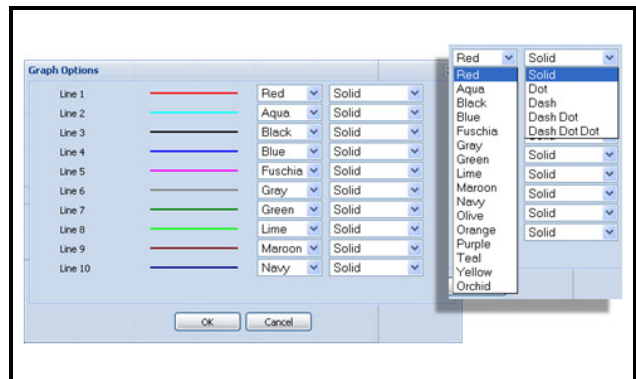 Graph Options
Line 1 Red Solid
Line 2 Aqua Solid
Line 3 Black Solid
Line 4 Blue Solid
Line 5 Fuschia Solid
Line 6 Gray Solid
Line 7 Green Solid
Line 8 Lime Solid
Line 9 Maroon Solid
Line 10 Navy Solid
OK Cancel
Red Solid
Red
Aqua
Black
Blue
Fuschia
Gray
Green
Lime
Maroon
Navy
Olive
Orange
Purple
Teal
Yellow
Orchid
Solid
Dot
Dash
Dash Dot
Dash Dot Dot
Solid
Solid
Solid
Solid
Solid